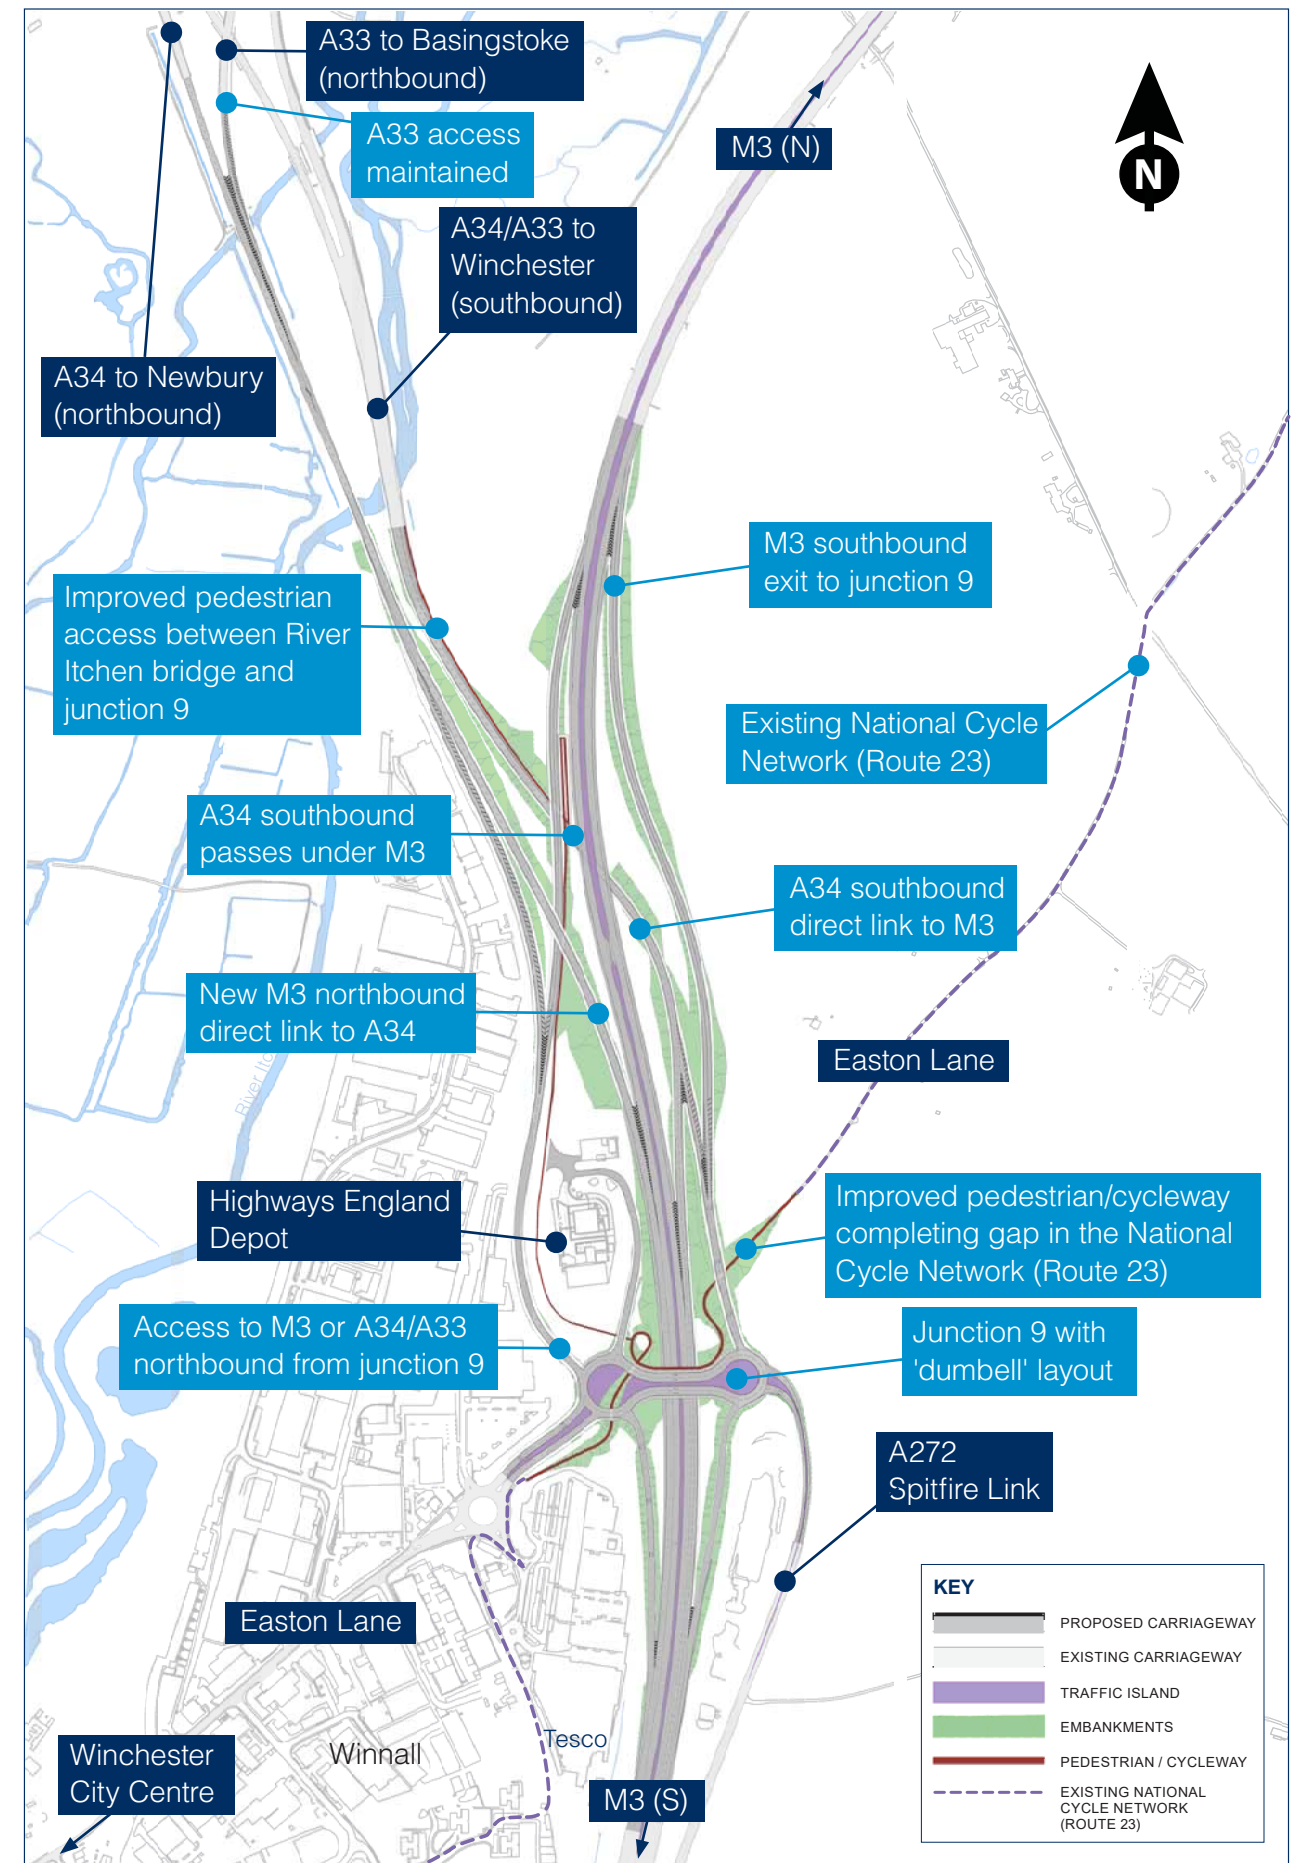 A33 to Basingstoke
(northbound)
A33 access
maintained
M3 (N)
N
A34/A33 to
Winchester
(southbound)
A34 to Newbury
(northbound)
M3 southbound
exit to junction 9
Improved pedestrian
access between River
Itchen bridge and
junction 9
Existing National Cycle
Network (Route 23)
A34 southbound
passes under M3
A34 southbound
direct link to M3
New M3 northbound
direct link to A34
Easton Lane
Highways England
Depot
Improved pedestrian/cycleway
completing gap in the National
Cycle Network (Route 23)
Access to M3 or A34/A33
northbound from junction 9
Junction 9 with
'dumbell' layout
A272
Spitfire Link
Easton Lane
Tesco
Winnall
Winchester
City Centre
M3 (S)
KEY
PROPOSED CARRIAGEWAY
EXISTING CARRIAGEWAY
TRAFFIC ISLAND
EMBANKMENTS
PEDESTRIAN / CYCLEWAY
EXISTING NATIONAL
CYCLE NETWORK
(ROUTE 23)